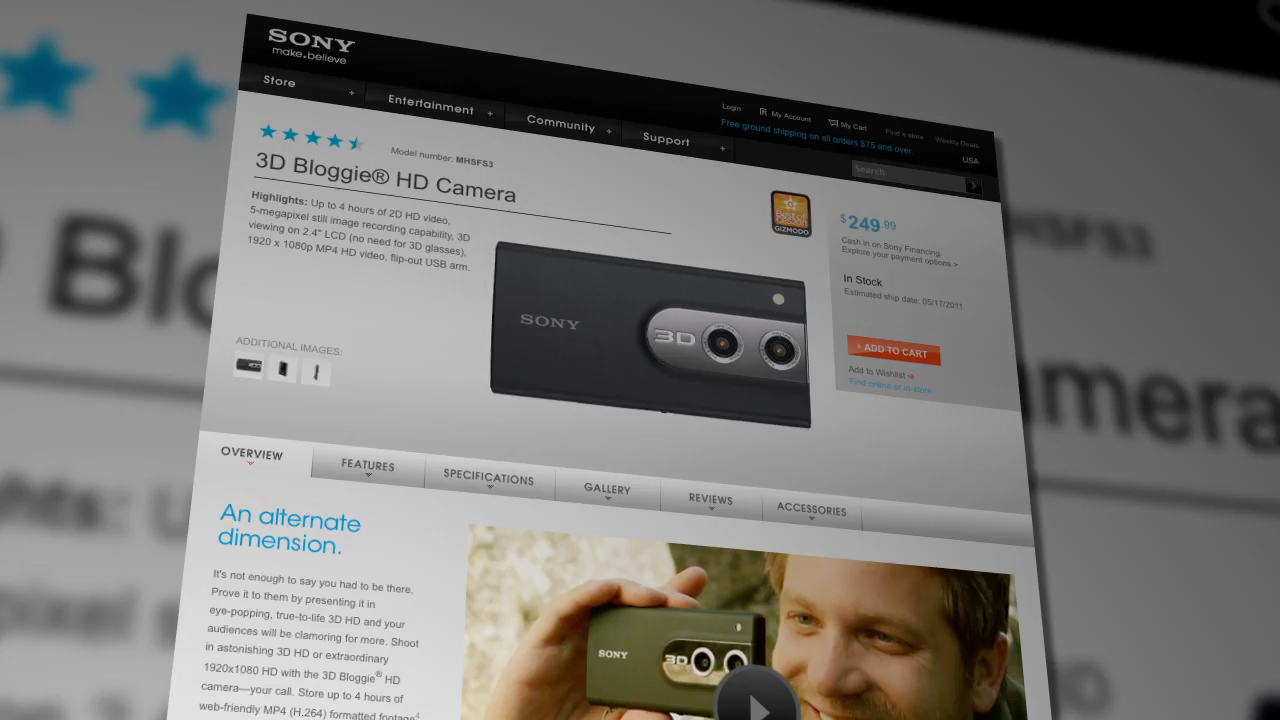 SONY
make.believe
Store +
Entertainment +
Community +
Support +
Login
My Account
My Cart
Find a store
Weekly Deals
Free ground shipping on all orders $75 and over.
USA
Search
Model number: MHSFS3
3D Bloggie® HD Camera
Highlights: Up to 4 hours of 2D HD video,
5-megapixel still image recording capability, 3D
viewing on 2.4" LCD (no need for 3D glasses),
1920 x 1080p MP4 HD video, flip-out USB arm.
GIZMODO
$249.99
Cash in on Sony Financing.
Explore your payment options >
In Stock
Estimated ship date: 05/17/2011
SONY
3D
ADD TO CART
Add to Wishlist
Find online or in-store
ADDITIONAL IMAGES:
OVERVIEW
FEATURES
SPECIFICATIONS
GALLERY
REVIEWS
ACCESSORIES
An alternate
dimension.
It's not enough to say you had to be there.
Prove it to them by presenting it in
eye-popping, true-to-life 3D HD and your
audiences will be clamoring for more. Shoot
in astonishing 3D HD or extraordinary
1920x1080 HD with the 3D Bloggie® HD
camera—your call. Store up to 4 hours of
web-friendly MP4 (H.264) formatted footage4
SONY
3D